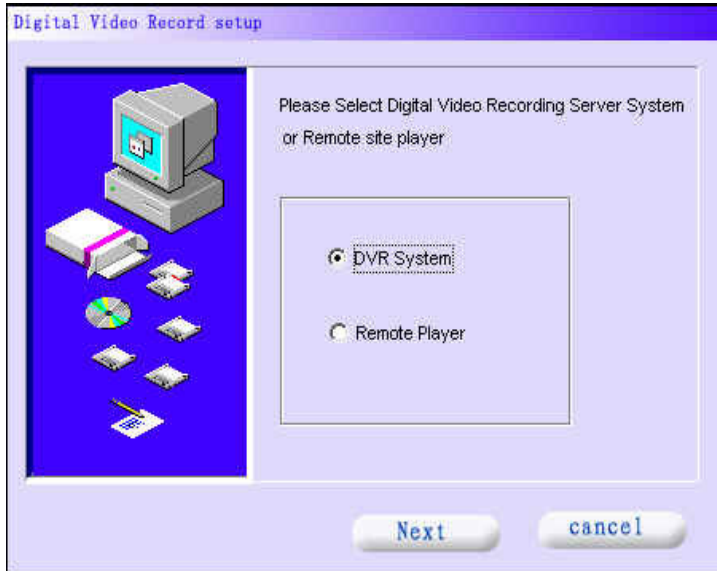 Digital Video Record setup
Please Select Digital Video Recording Server System
or Remote site player
DVR System
Remote Player
Next
cancel